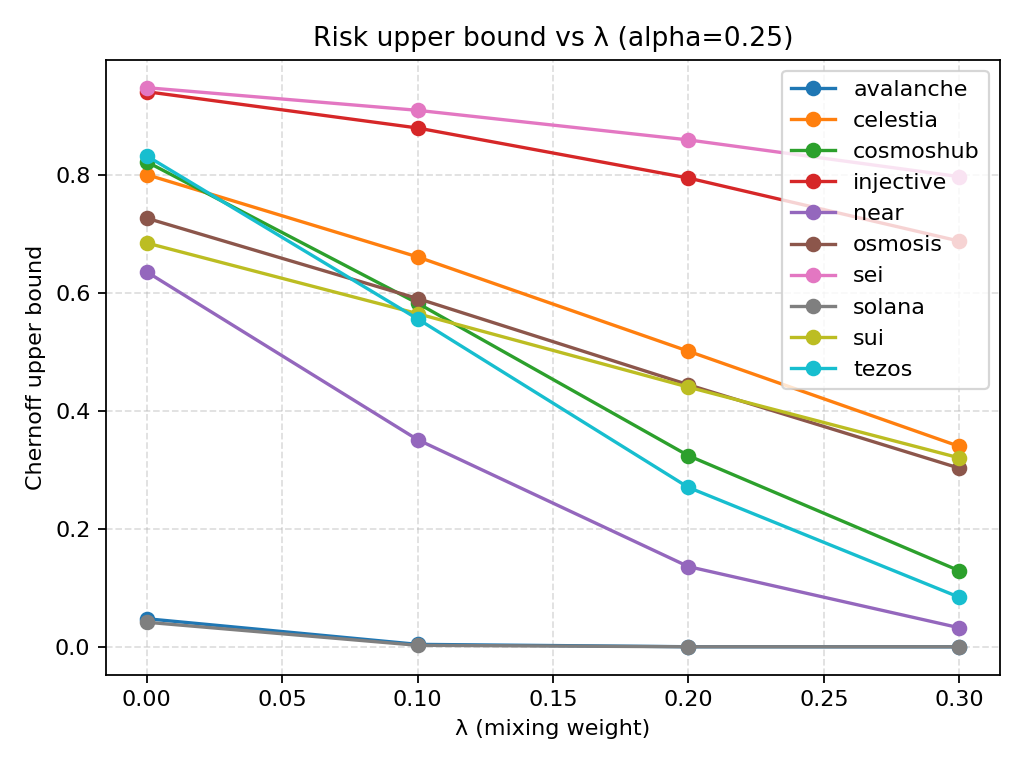 Risk upper bound vs λ (alpha=0.25)
Chernoff upper bound
0.8
0.6
0.4
0.2
0.0
avalanche
celestia
cosmoshub
injective
near
osmosis
sei
solana
sui
tezos
0.00 0.05 0.10 0.15 0.20 0.25 0.30
λ (mixing weight)